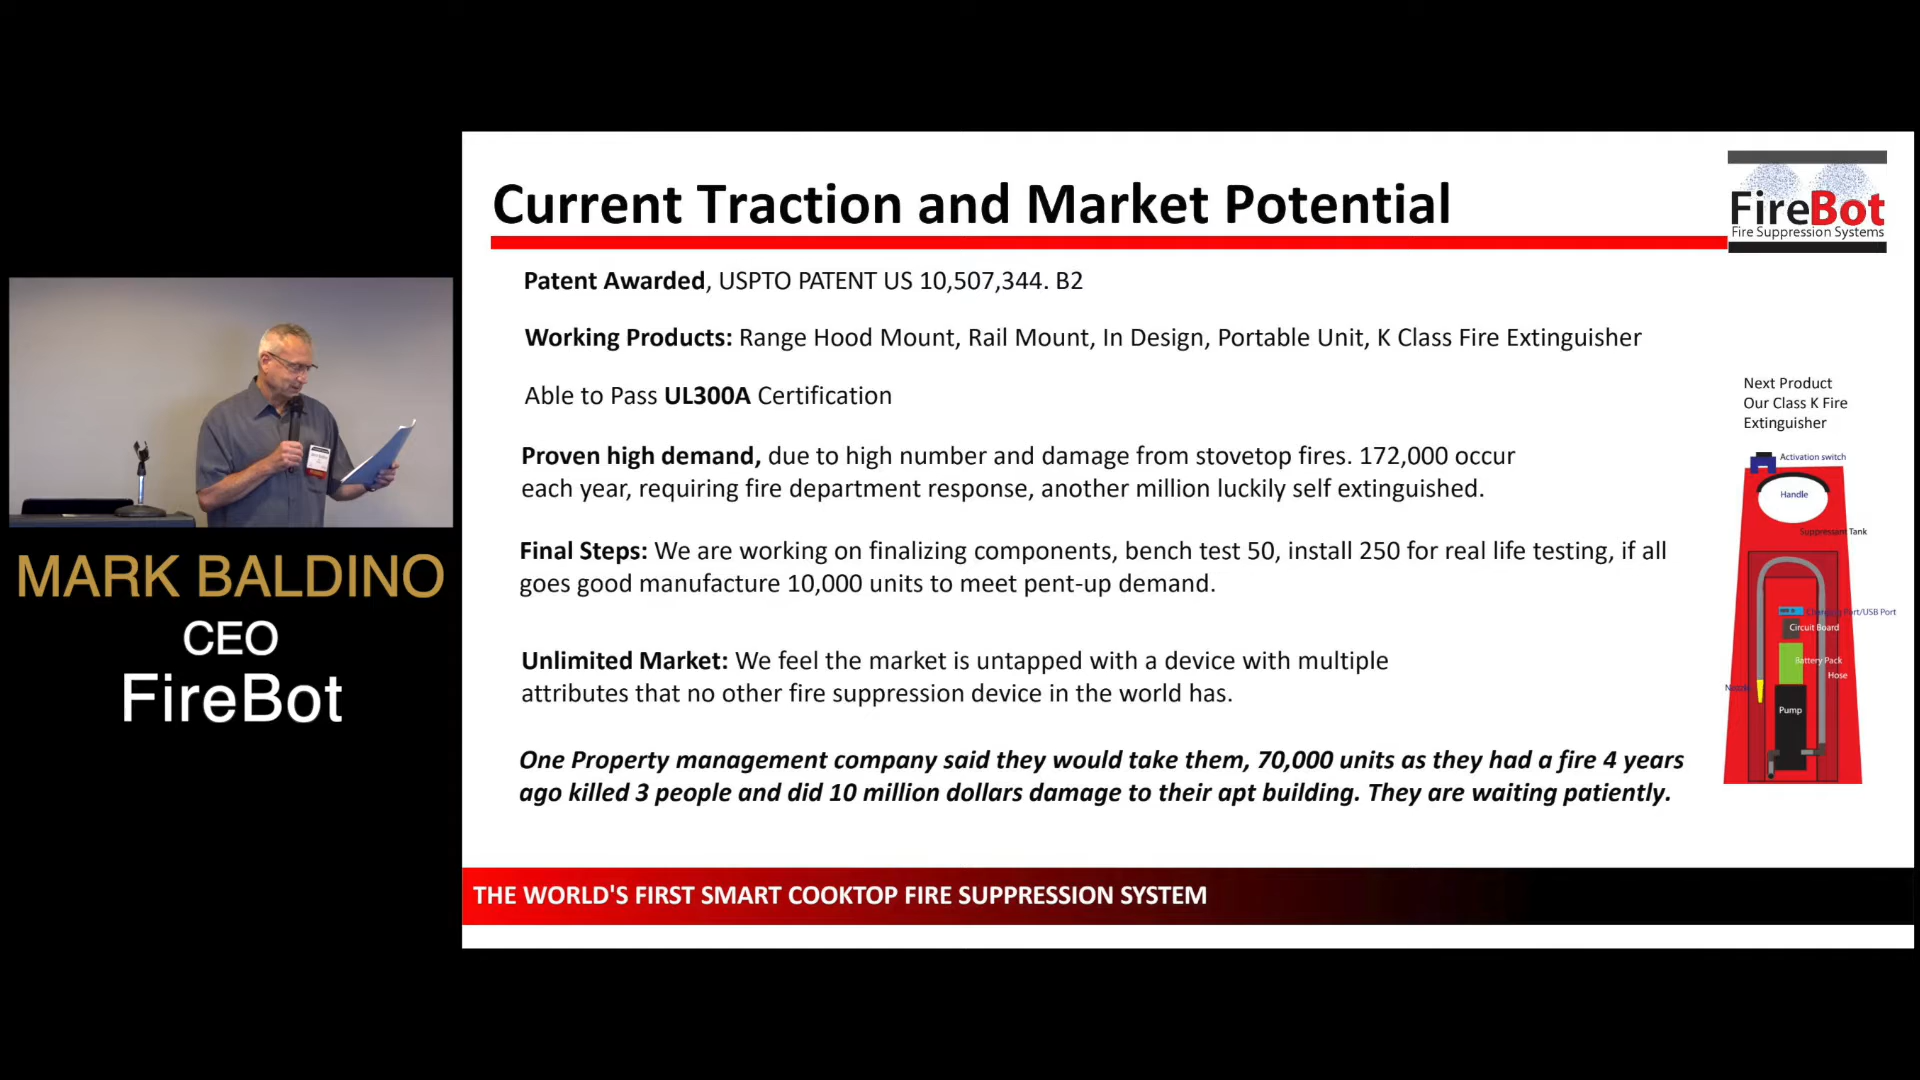 Current Traction and Market Potential
FireBot
Fire Suppression Systems
Patent Awarded, USPTO PATENT US 10,507,344. B2
Working Products: Range Hood Mount, Rail Mount, In Design, Portable Unit, K Class Fire Extinguisher
Able to Pass UL300A Certification
Proven high demand, due to high number and damage from stovetop fires. 172,000 occur
each year, requiring fire department response, another million luckily self extinguished.
Final Steps: We are working on finalizing components, bench test 50, install 250 for real life testing, if all
goes good manufacture 10,000 units to meet pent-up demand.
Unlimited Market: We feel the market is untapped with a device with multiple
attributes that no other fire suppression device in the world has.
One Property management company said they would take them, 70,000 units as they had a fire 4 years
ago killed 3 people and did 10 million dollars damage to their apt building. They are waiting patiently.
Next Product
Our Class K Fire
Extinguisher
Activation switch
Handle
Suppressant Tank
Charging Port/USB Port
Circuit Board
Battery Pack
Hose
Nozzle
Pump
THE WORLD'S FIRST SMART COOKTOP FIRE SUPPRESSION SYSTEM
MARK BALDINO
CEO
FireBot